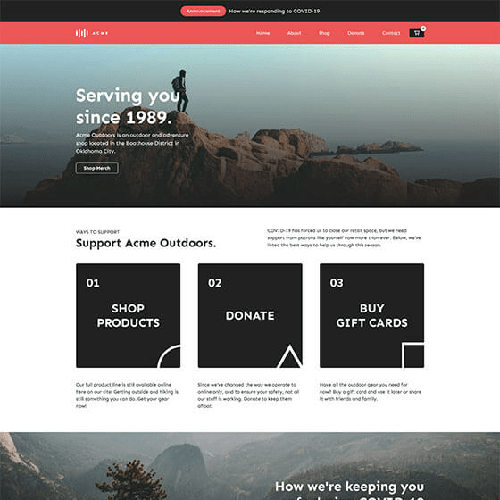 Announcement How we're responding to COVID-19
ACME Home About Blog Donate Contact
Serving you
since 1989.
Acme Outdoors is an outdoor and adventure
shop located in the Boathouse District in
Oklahoma City.
Shop Merch
WAYS TO SUPPORT
Support Acme Outdoors.
COVID-19 has forced us to close our retail space, but we need
support from people like yourself now more than ever. Below, we've
listed the best ways to help us through this season.
01
SHOP
PRODUCTS
02
DONATE
03
BUY
GIFT CARDS
Our full product line is still available online
here on our site! Getting outside and hiking is
still something you can do. Get your gear
now!
Since we've changed the way we operate to
online only, and to ensure your safety, not all
our staff is working. Donate to keep them
afloat.
Have all the outdoor gear you need for
now? Buy a gift card and use it later or share
it with friends and family.
How we're keeping you